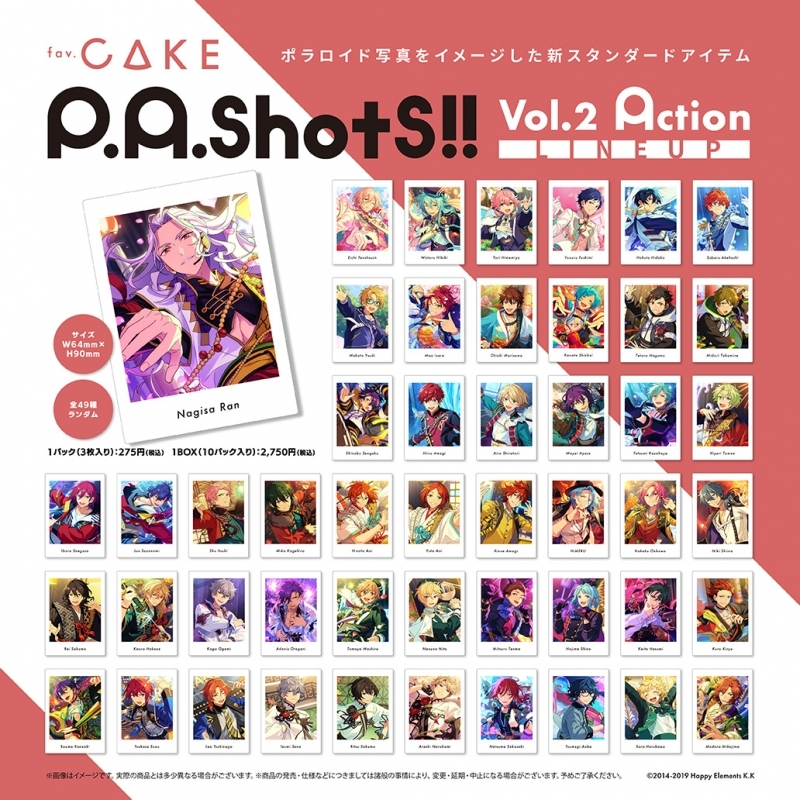 fav. CAKE
ポラロイド写真をイメージした新スタンダードアイテム
P.A.ShotS!!
Vol.2 Action
LINEUP
Nagisa Ran
サイズ
W64mm×
H90mm
全49種
ランダム
1パック(3枚入り):275円(税込) 1BOX(10パック入り):2,750円(税込)
Eichi Tenshouin Wataru Hibiki Tori Himemiya Yuzuru Fushimi Hokuto Hidaka Subaru Akehoshi
Makoto Yuuki Mao Isara Chiaki Morisawa Kanata Shinkai Tetora Nagumo Midori Takamine
Shinobu Sengoku Hiiro Amagi Aira Shiratori Mayoi Ayase Tatsumi Kazehaya Hiyori Tomoe
Ibara Saegusa Jun Sazanami Shu Itsuki Mika Kagehira Hinata Aoi Yuta Aoi Rinne Amagi HiMERU Kohaku Oukawa Niki Shiina
Rei Sakuma Kaoru Hakaze Koga Ogami Adonis Otogari Tomoya Mashiro Nazuna Nito Mitsuru Tenma Hajime Shino Keito Hasumi Kuro Kiryu
Souma Kanzaki Tsukasa Suou Leo Tsukinaga Izumi Sena Ritsu Sakuma Arashi Narukami Natsume Sakasaki Tsumugi Aoba Sora Harukawa Madara Mikejima
※画像はイメージです。実際の商品とは多少異なる場合がございます。※商品の発売・仕様などにつきましては諸般の事情により、変更・延期・中止になる場合がございます。予めご了承ください。
©2014-2019 Happy Elements K.K